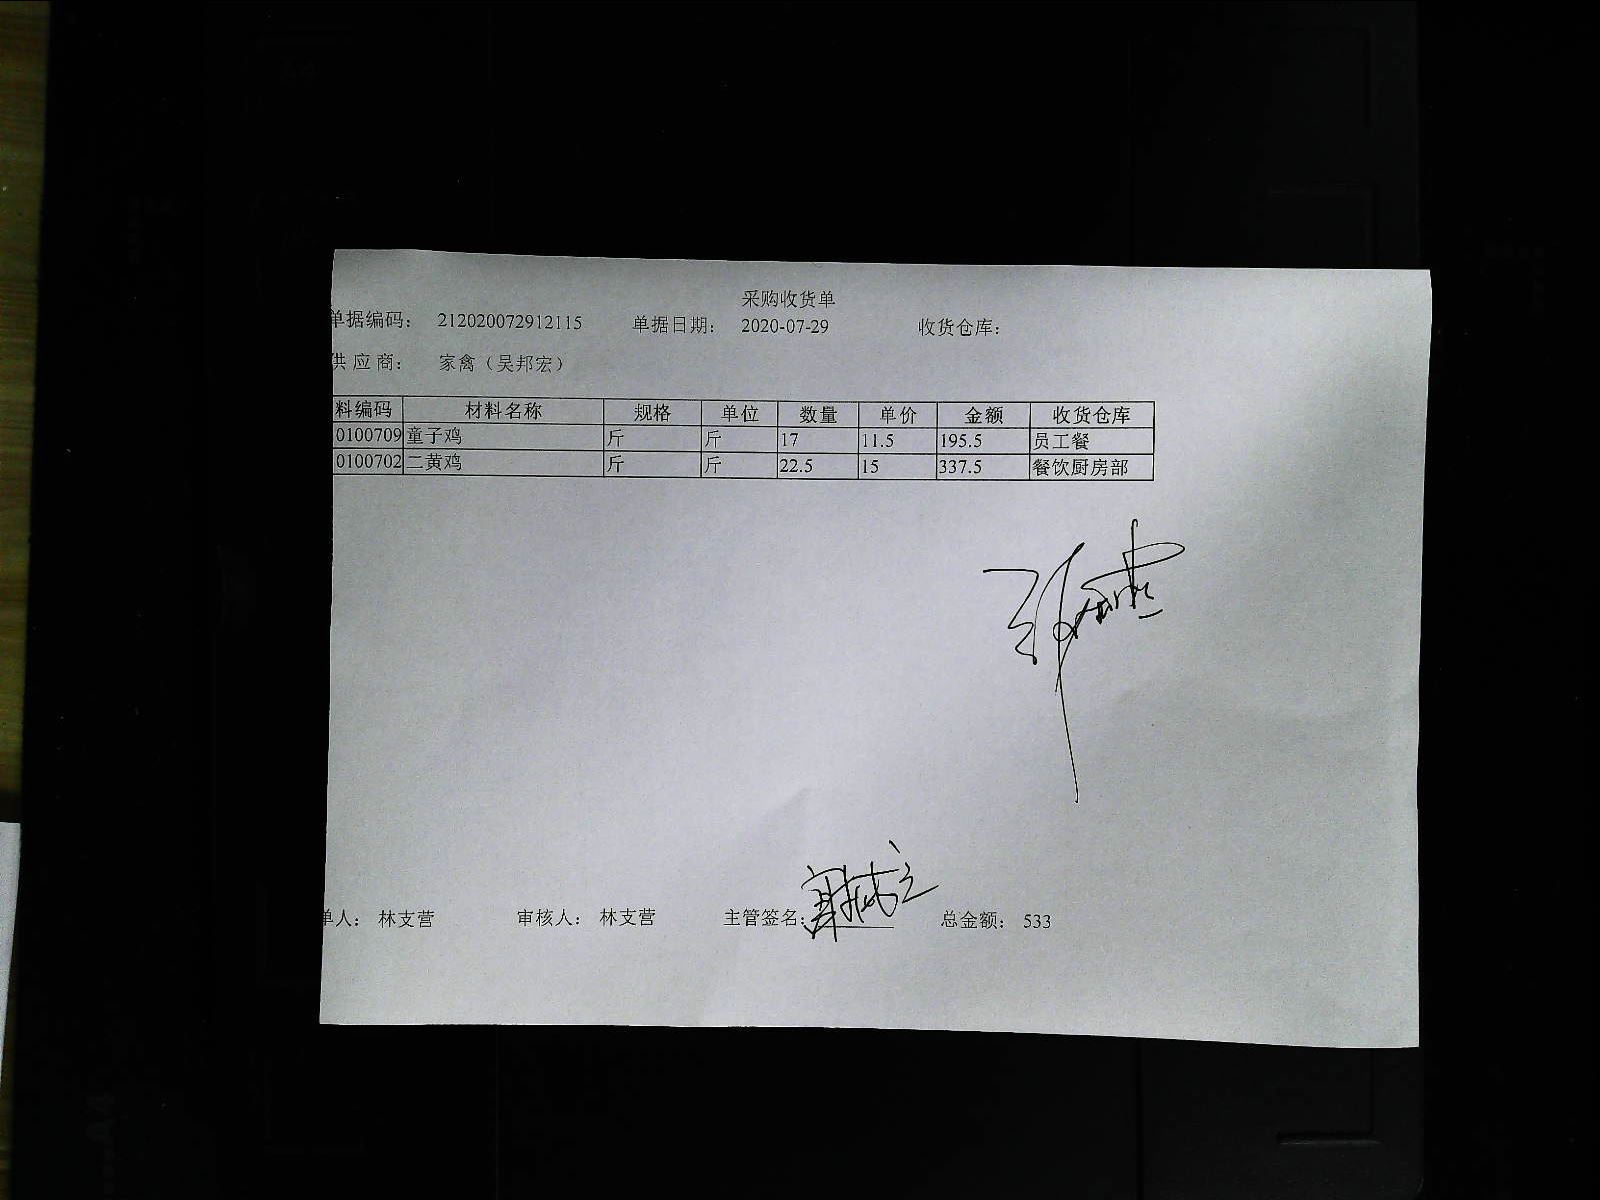 采购收货单
单据编码： 212020072912115 单据日期： 2020-07-29 收货仓库：
供应商： 家禽（吴邦宏）
料编码 材料名称 规格 单位 数量 单价 金额 收货仓库
0100709 童子鸡 斤 斤 17 11.5 195.5 员工餐
0100702 二黄鸡 斤 斤 22.5 15 337.5 餐饮厨房部
单人： 林支营 审核人： 林支营 主管签名： 总金额： 533